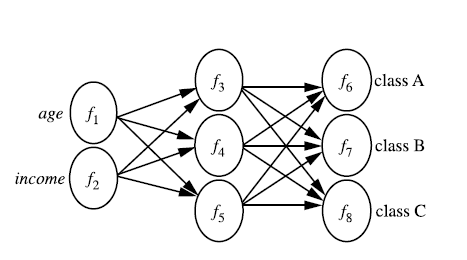 f3 f6 class A
age f1
f4 f7 class B
income f2
f5 f8 class C